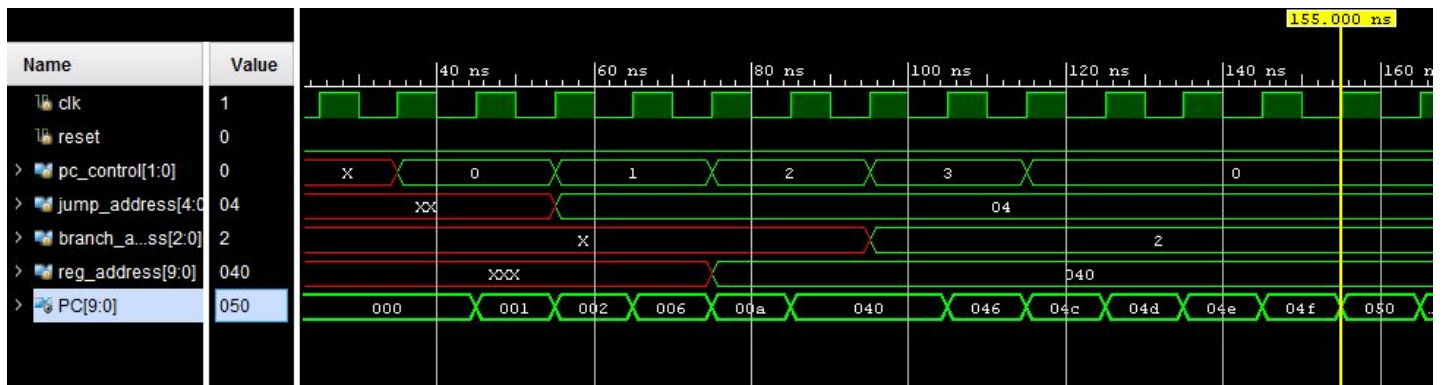 155.000 ns
Name Value
40 ns 60 ns 80 ns 100 ns 120 ns 140 ns 160 n
clk 1
reset 0
pc_control[1:0] 0 X 0 1 2 3 0
jump_address[4:0 04 XX 04
branch_a...ss[2:0] 2 X 2
reg_address[9:0] 040 XXX 040
PC[9:0] 050 000 001 002 006 00a 040 046 04c 04d 04e 04f 050 ..